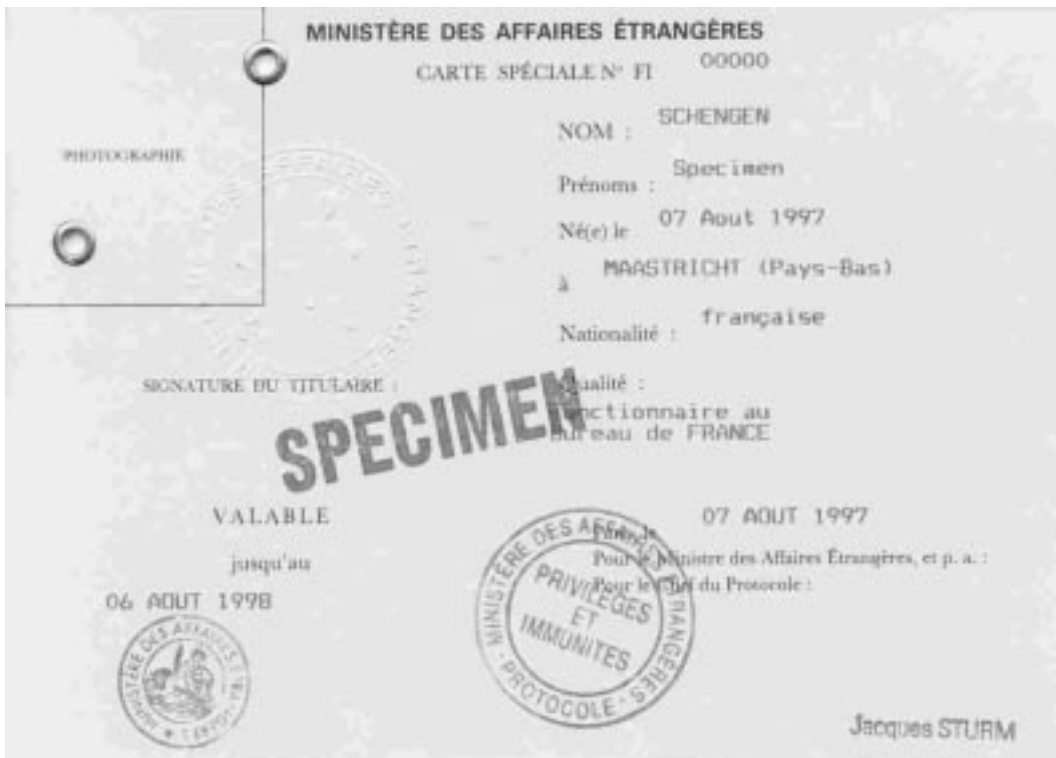 MINISTÈRE DES AFFAIRES ÉTRANGÈRES
CARTE SPÉCIALE N° FI 00000
PHOTOGRAPHIE
NOM : SCHENGEN
Prénoms : Specimen
Né(e) le 07 Aout 1997
à MAASTRICHT (Pays-Bas)
Nationalité : française
SIGNATURE DU TITULAIRE :
Qualité :
Fonctionnaire au
Bureau de FRANCE
SPECIMEN
VALABLE
jusqu'au
06 AOUT 1998
07 AOUT 1997
Pour le Ministre des Affaires Étrangères, et p. a. :
Pour le Chef du Protocole :
MINISTÈRE DES AFFAIRES ÉTRANGÈRES
PROTOCOLE
PRIVILEGES
ET
IMMUNITES
MINISTÈRE DES AFFAIRES
Jacques STURM